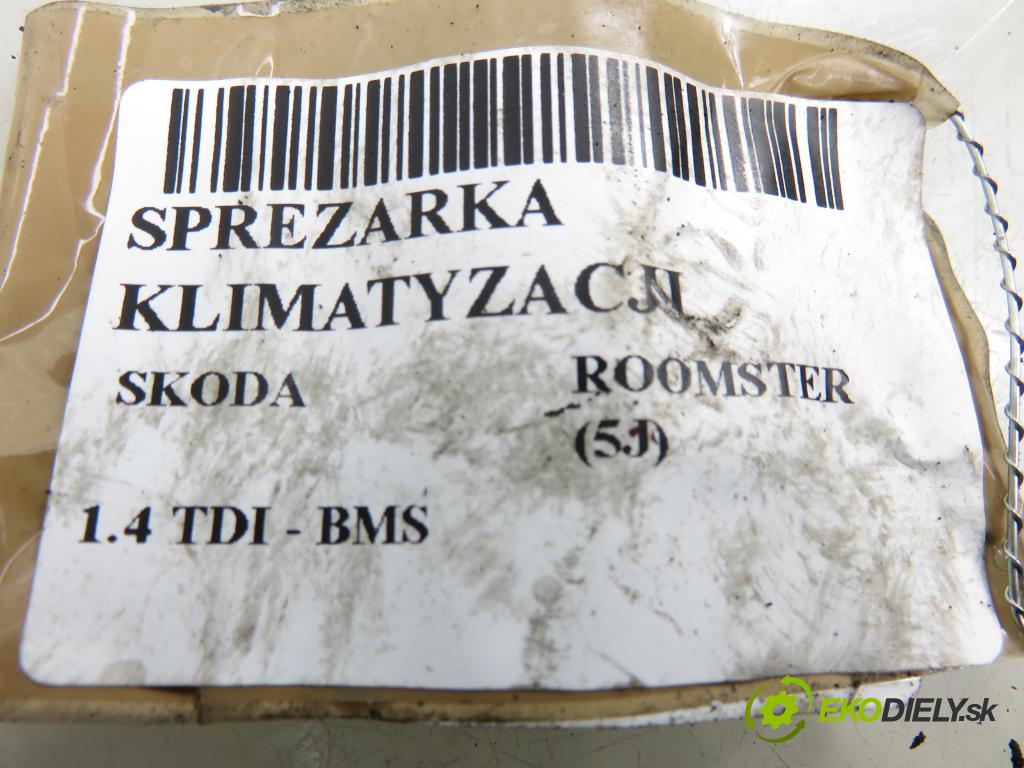 SPREZARKA
KLIMATYZACJI
SKODA ROOMSTER
(5J)
1.4 TDI - BMS
EKODIELY.sk